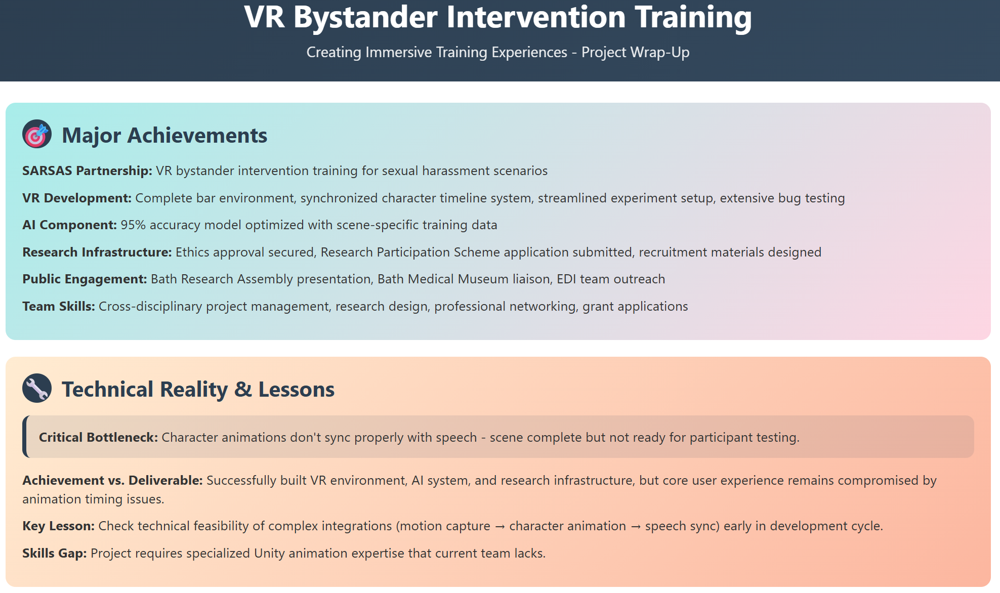 VR Bystander Intervention Training
Creating Immersive Training Experiences - Project Wrap-Up
Major Achievements
SARSAS Partnership: VR bystander intervention training for sexual harassment scenarios
VR Development: Complete bar environment, synchronized character timeline system, streamlined experiment setup, extensive bug testing
AI Component: 95% accuracy model optimized with scene-specific training data
Research Infrastructure: Ethics approval secured, Research Participation Scheme application submitted, recruitment materials designed
Public Engagement: Bath Research Assembly presentation, Bath Medical Museum liaison, EDI team outreach
Team Skills: Cross-disciplinary project management, research design, professional networking, grant applications
Technical Reality & Lessons
Critical Bottleneck: Character animations don't sync properly with speech - scene complete but not ready for participant testing.
Achievement vs. Deliverable: Successfully built VR environment, AI system, and research infrastructure, but core user experience remains compromised by
animation timing issues.
Key Lesson: Check technical feasibility of complex integrations (motion capture → character animation → speech sync) early in development cycle.
Skills Gap: Project requires specialized Unity animation expertise that current team lacks.